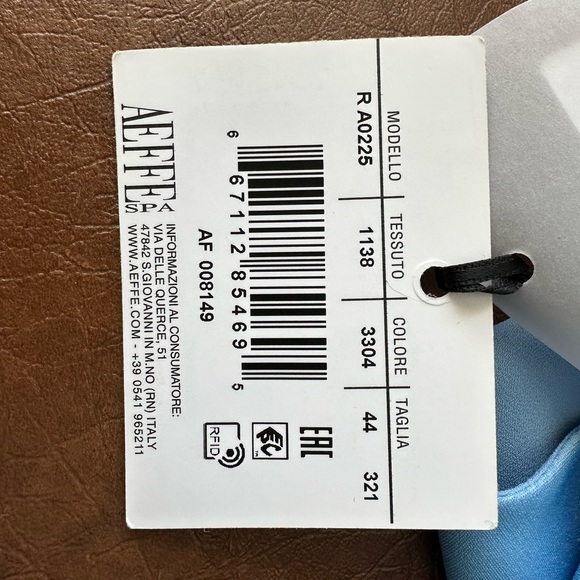 MODELLO TESSUTO COLORE TAGLIA
R A0225 1138 3304 44 321
6 67112 85469 5
AF 008149
EAC
RFID
AEFFE
SPA
INFORMAZIONI AL CONSUMATORE:
VIA DELLE QUERCE, 51
47842 S.GIOVANNI IN M.NO (RN) ITALY
WWW.AEFFE.COM - +39 0541 965211